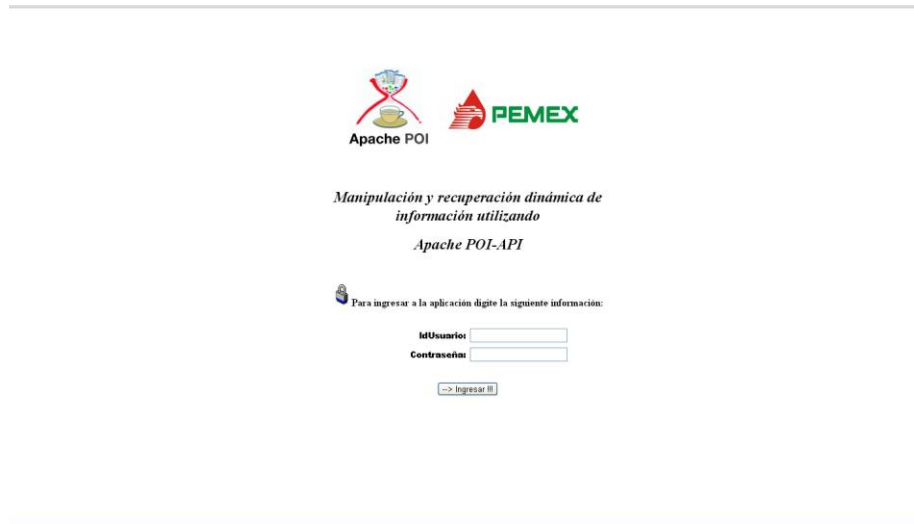 Apache POI
PEMEX
Manipulación y recuperación dinámica de
información utilizando
Apache POI-API
Para ingresar a la aplicación digite la siguiente información:
IdUsuario:
Contraseña:
--> Ingresar !!!